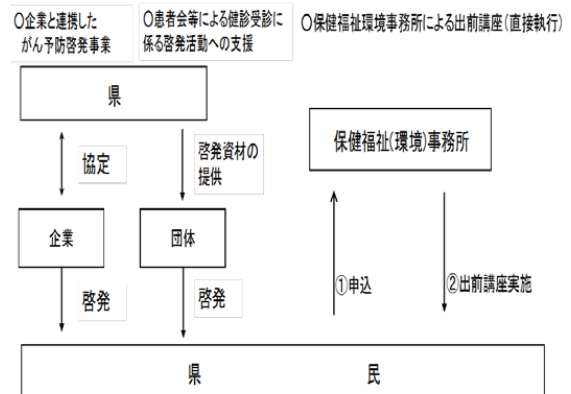 〇企業と連携した
がん予防啓発事業
〇患者会等による健診受診に
係る啓発活動への支援
〇保健福祉環境事務所による出前講座(直接執行)
県
保健福祉(環境)事務所
協定
啓発資材の
提供
企業
団体
①申込
②出前講座実施
啓発
啓発
県 民